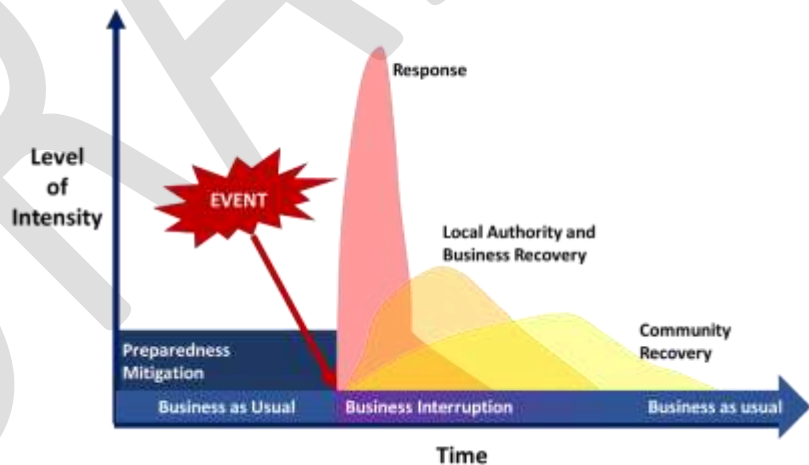 Response
Level
of
Intensity
EVENT
Local Authority and
Business Recovery
Community
Recovery
Preparedness
Mitigation
Business as Usual
Business Interruption
Business as usual
Time